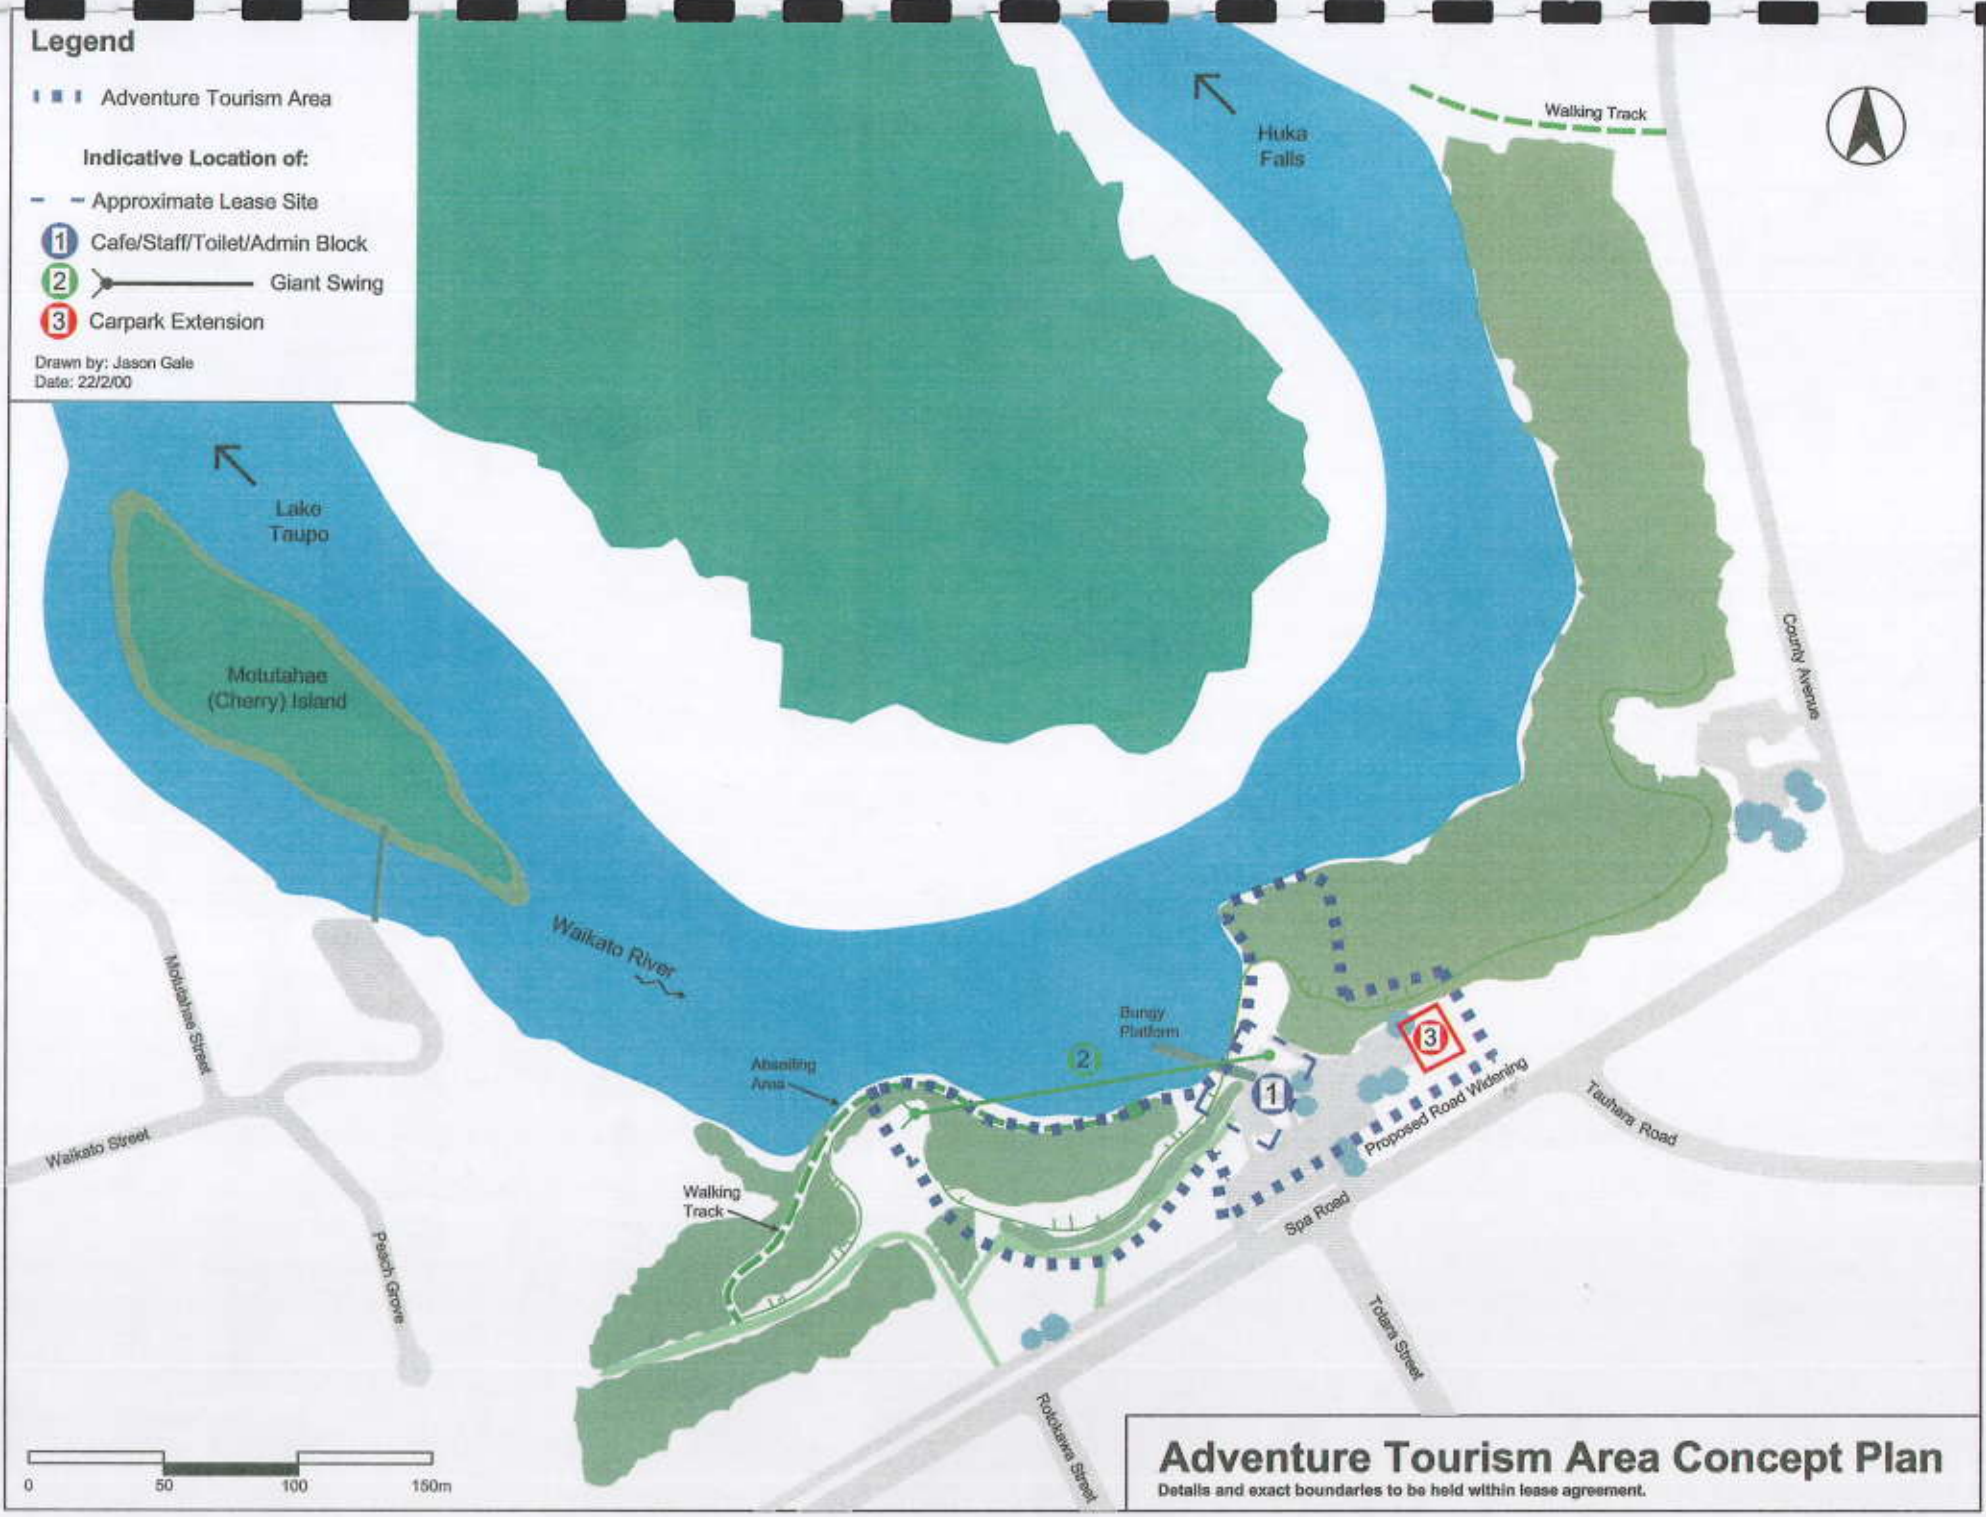 Legend
Adventure Tourism Area
Indicative Location of:
Approximate Lease Site
1 Cafe/Staff/Toilet/Admin Block
2 Giant Swing
3 Carpark Extension
Drawn by: Jason Gale
Date: 22/2/00
Walking Track
Huka
Falls
Lake
Taupo
Motutahae
(Cherry) Island
County Avenue
Waikato River
Motutahae Street
Bungy
Platform
Abseiling
Area
2
3
1
Proposed Road Widening
Tauhara Road
Waikato Street
Walking
Track
Spa Road
Peach Grove
Totara Street
Rotokawa Street
0 50 100 150m
Adventure Tourism Area Concept Plan
Details and exact boundaries to be held within lease agreement.